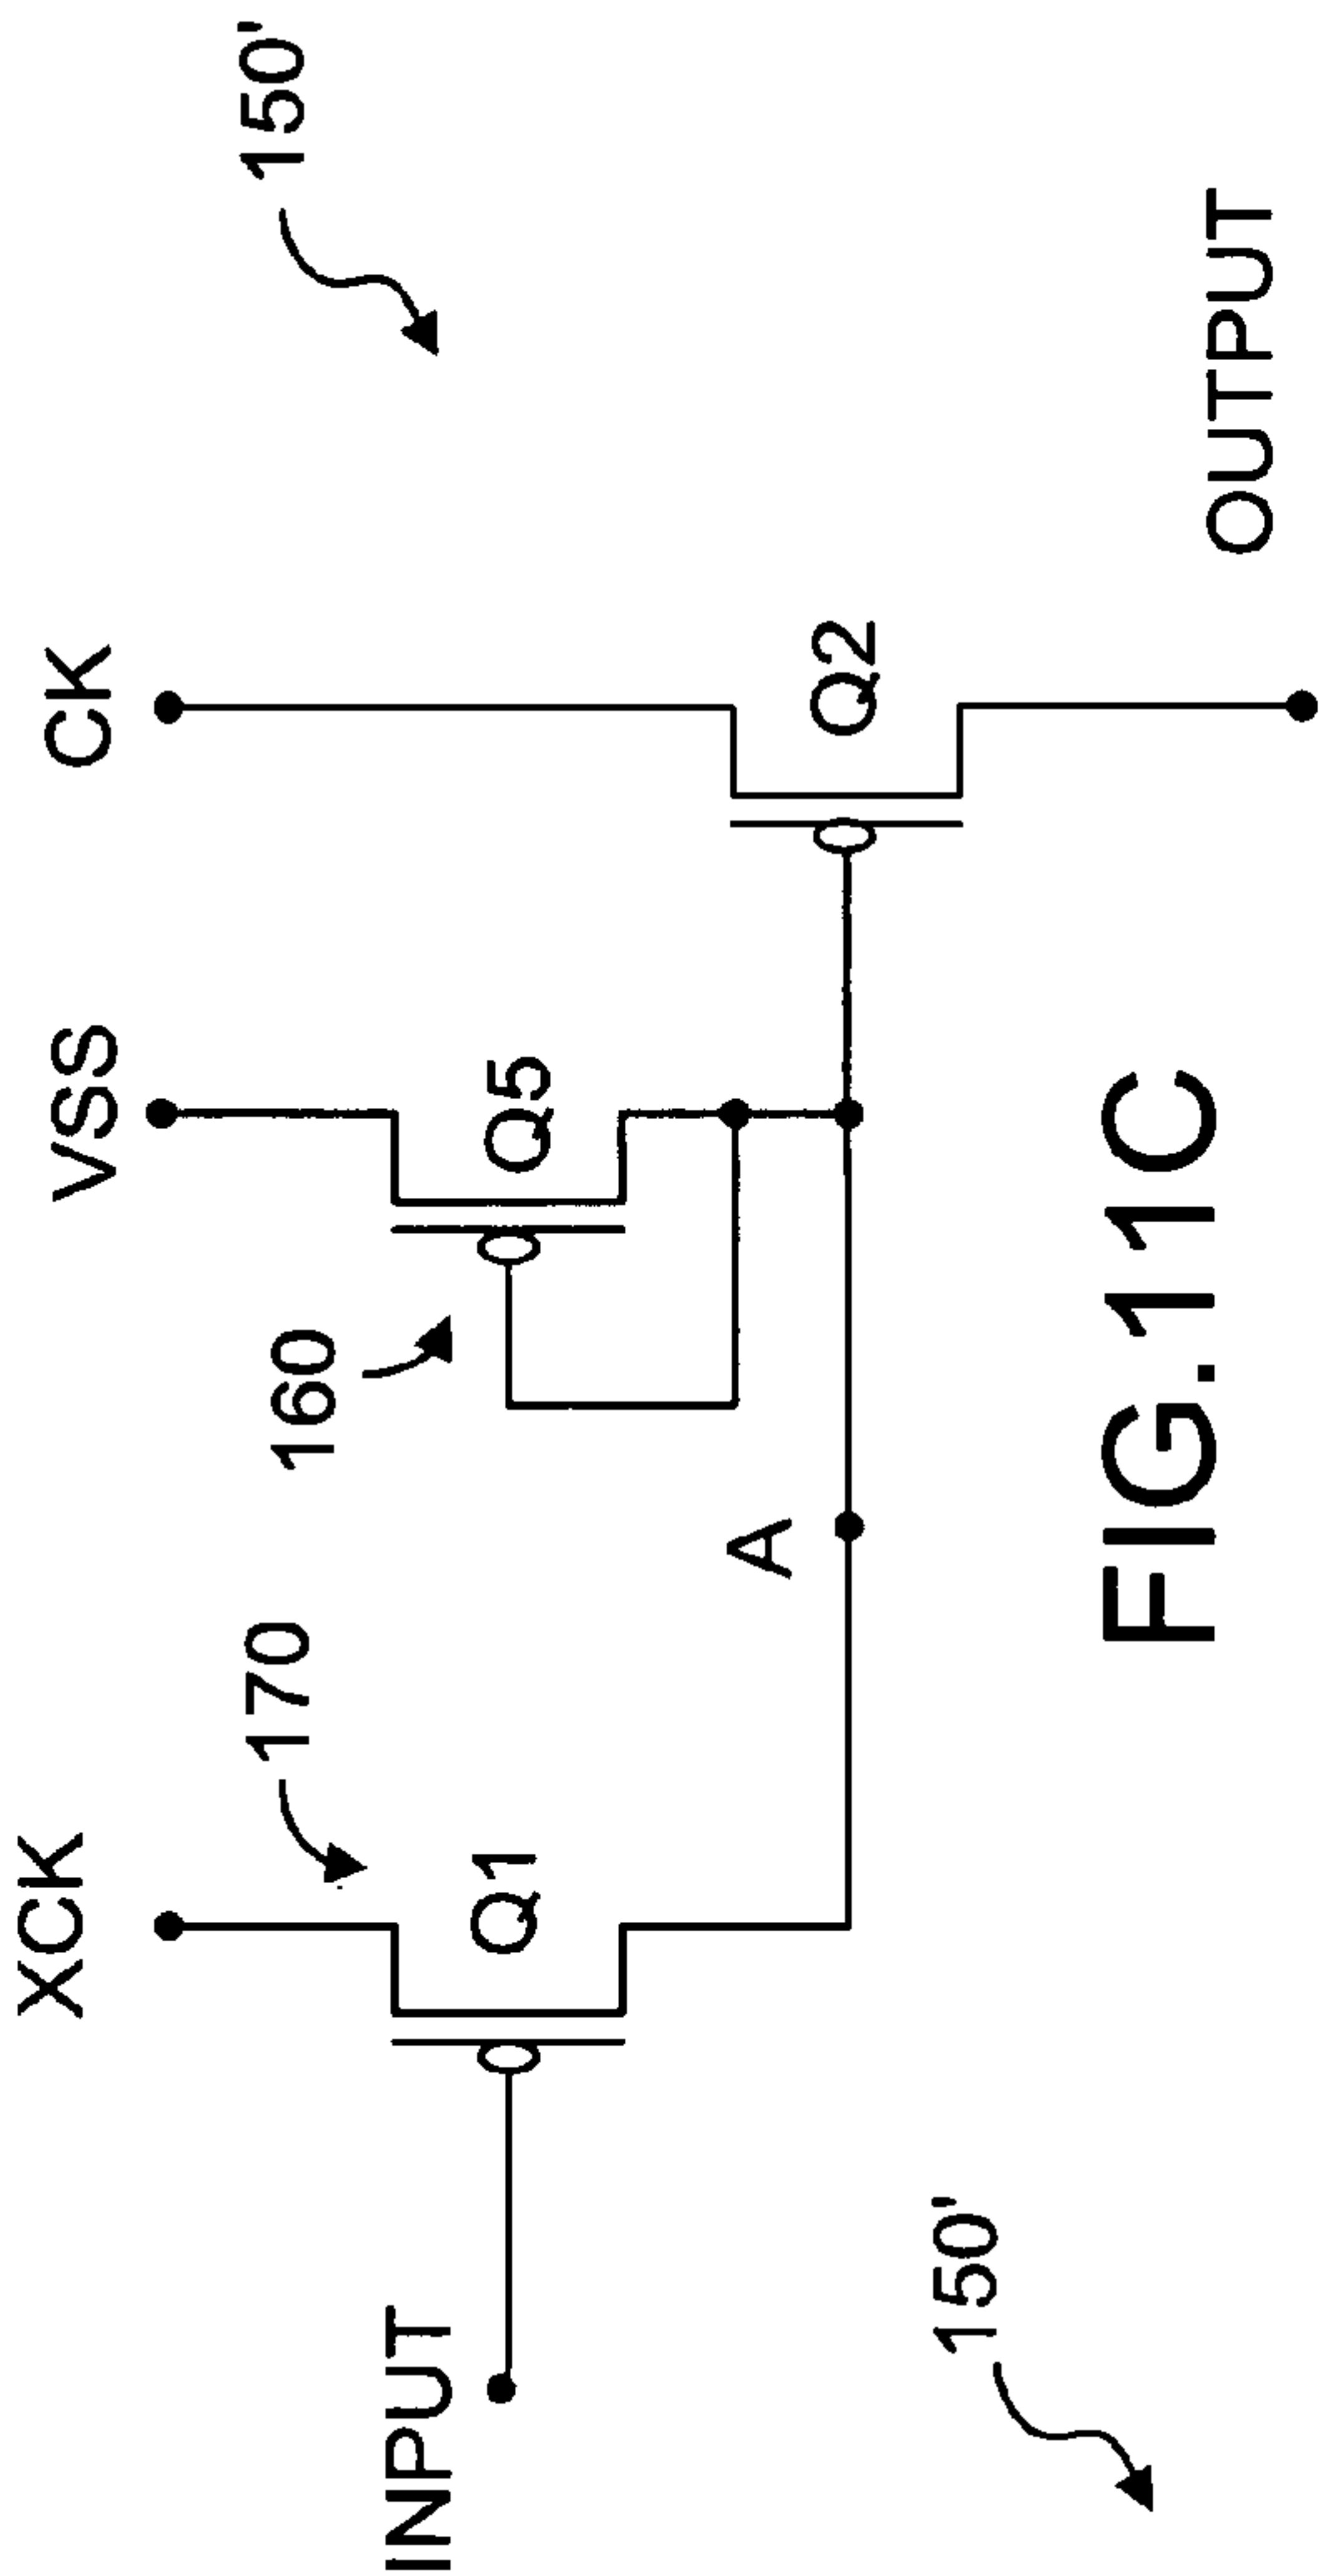 150'
XCK
VSS
CK
170
160
INPUT
Q1
Q5
A
Q2
150'
OUTPUT
FIG.11C